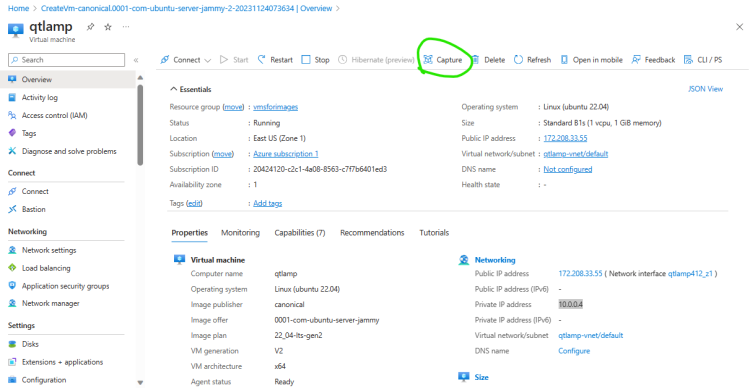 Home > CreateVm-canonical.0001-com-ubuntu-server-jammy-2-20231124073634 | Overview >
qtlamp
Virtual machine
Search
Connect
Start
Restart
Stop
Hibernate (preview)
Capture
Delete
Refresh
Open in mobile
Feedback
CLI / PS
Overview
Activity log
Access control (IAM)
Tags
Diagnose and solve problems
Connect
Connect
Bastion
Networking
Network settings
Load balancing
Application security groups
Network manager
Settings
Disks
Extensions + applications
Configuration
Essentials
JSON View
Resource group (move) : vmsforimages
Status : Running
Location : East US (Zone 1)
Subscription (move) : Azure subscription 1
Subscription ID : 20424120-c2c1-4a08-8563-c7f7b6401ed3
Availability zone : 1
Operating system : Linux (ubuntu 22.04)
Size : Standard B1s (1 vcpu, 1 GiB memory)
Public IP address : 172.208.33.55
Virtual network/subnet : qtlamp-vnet/default
DNS name : Not configured
Health state : -
Tags (edit) : Add tags
Properties Monitoring Capabilities (7) Recommendations Tutorials
Virtual machine
Computer name qtlamp
Operating system Linux (ubuntu 22.04)
Image publisher canonical
Image offer 0001-com-ubuntu-server-jammy
Image plan 22_04-lts-gen2
VM generation V2
VM architecture x64
Agent status Ready
Networking
Public IP address 172.208.33.55 ( Network interface qtlamp412_z1 )
Public IP address (IPv6) -
Private IP address 10.0.0.4
Private IP address (IPv6) -
Virtual network/subnet qtlamp-vnet/default
DNS name Configure
Size